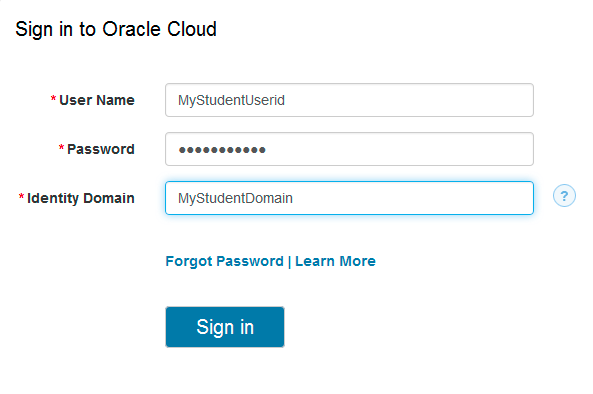 Sign in to Oracle Cloud
* User Name MyStudentUserid
* Password •••••••••••
* Identity Domain MyStudentDomain ?
Forgot Password | Learn More
Sign in